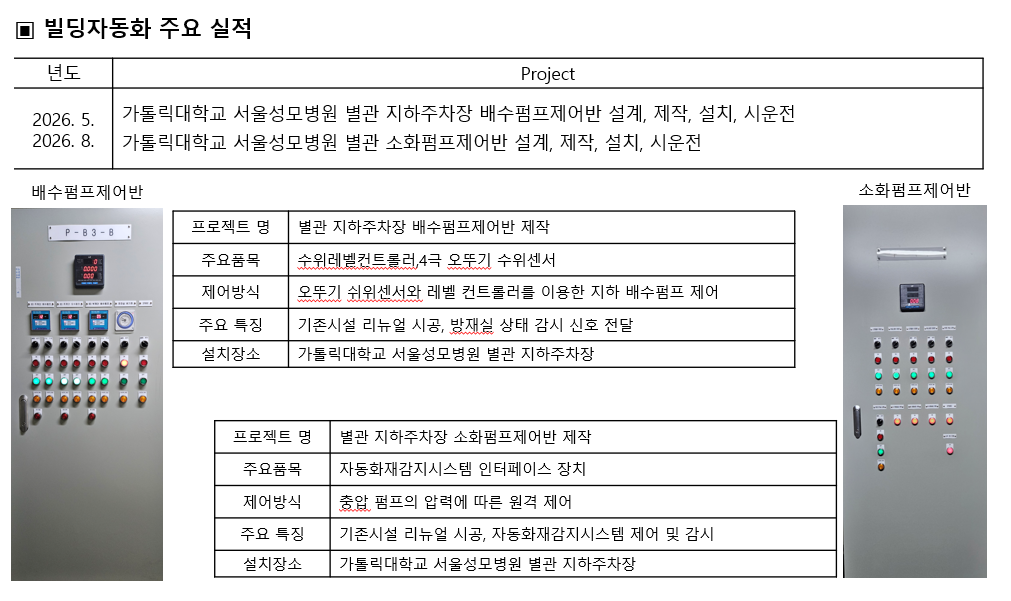 ▣ 빌딩자동화 주요 실적
년도 Project
2026. 5. 가톨릭대학교 서울성모병원 별관 지하주차장 배수펌프제어반 설계, 제작, 설치, 시운전
2026. 8. 가톨릭대학교 서울성모병원 별관 소화펌프제어반 설계, 제작, 설치, 시운전
배수펌프제어반
소화펌프제어반
P-B3-B
프로젝트 명 별관 지하주차장 배수펌프제어반 제작
주요품목 수위레벨컨트롤러,4극 오뚜기 수위센서
제어방식 오뚜기 쉬위센서와 레벨 컨트롤러를 이용한 지하 배수펌프 제어
주요 특징 기존시설 리뉴얼 시공, 방재실 상태 감시 신호 전달
설치장소 가톨릭대학교 서울성모병원 별관 지하주차장
프로젝트 명 별관 지하주차장 소화펌프제어반 제작
주요품목 자동화재감지시스템 인터페이스 장치
제어방식 충압 펌프의 압력에 따른 원격 제어
주요 특징 기존시설 리뉴얼 시공, 자동화재감지시스템 제어 및 감시
설치장소 가톨릭대학교 서울성모병원 별관 지하주차장